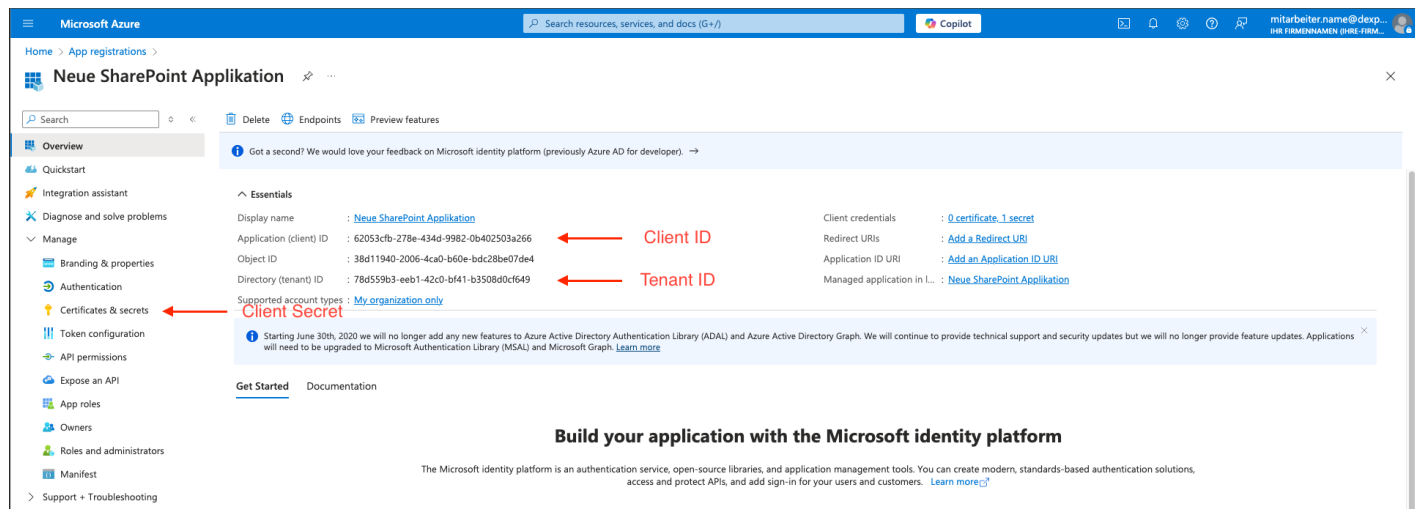 Microsoft Azure
Search resources, services, and docs (G+/)
Copilot
mitarbeiter.name@dexp...
IHR FIRMENNAMEN (IHRE-FIRM...
Home > App registrations >
Neue SharePoint Applikation
Search
Delete Endpoints Preview features
Overview
Quickstart
Integration assistant
Diagnose and solve problems
Manage
Branding & properties
Authentication
Certificates & secrets
Token configuration
API permissions
Expose an API
App roles
Owners
Roles and administrators
Manifest
Support + Troubleshooting
Got a second? We would love your feedback on Microsoft identity platform (previously Azure AD for developer). →
Essentials
Display name : Neue SharePoint Applikation
Application (client) ID : 62053cfb-278e-434d-9982-0b402503a266
Client ID
Object ID : 38d11940-2006-4ca0-b60e-bdc28be07de4
Directory (tenant) ID : 78d559b3-eeb1-42c0-bf41-b3508d0cf649
Tenant ID
Supported account types : My organization only
Client Secret
Client credentials : 0 certificate, 1 secret
Redirect URIs : Add a Redirect URI
Application ID URI : Add an Application ID URI
Managed application in l... : Neue SharePoint Applikation
Starting June 30th, 2020 we will no longer add any new features to Azure Active Directory Authentication Library (ADAL) and Azure Active Directory Graph. We will continue to provide technical support and security updates but we will no longer provide feature updates. Applications
will need to be upgraded to Microsoft Authentication Library (MSAL) and Microsoft Graph. Learn more
Get Started Documentation
Build your application with the Microsoft identity platform
The Microsoft identity platform is an authentication service, open-source libraries, and application management tools. You can create modern, standards-based authentication solutions,
access and protect APIs, and add sign-in for your users and customers. Learn more